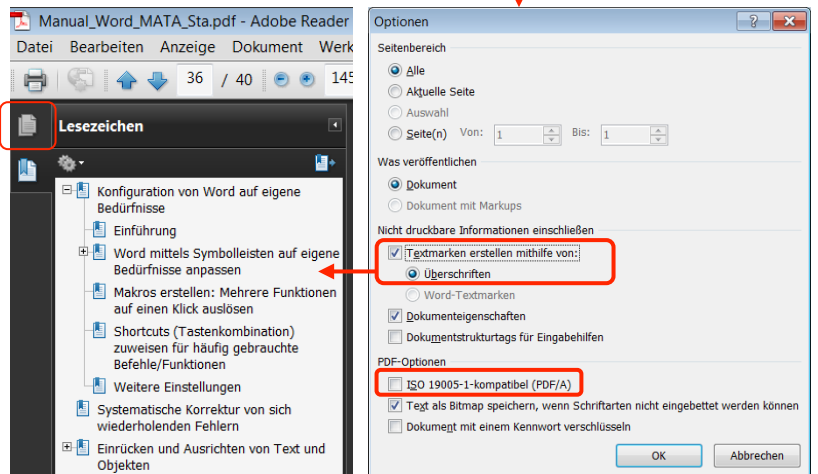 Manual_Word_MATA_Sta.pdf - Adobe Reader
Datei Bearbeiten Anzeige Dokument Werk
36 / 40 145
Lesezeichen
Konfiguration von Word auf eigene
Bedürfnisse
Einführung
Word mittels Symbolleisten auf eigene
Bedürfnisse anpassen
Makros erstellen: Mehrere Funktionen
auf einen Klick auslösen
Shortcuts (Tastenkombination)
zuweisen für häufig gebrauchte
Befehle/Funktionen
Weitere Einstellungen
Systematische Korrektur von sich
wiederholenden Fehlern
Einrücken und Ausrichten von Text und
Objekten
Optionen
Seitenbereich
Alle
Aktuelle Seite
Auswahl
Seite(n) Von: 1 Bis: 1
Was veröffentlichen
Dokument
Dokument mit Markups
Nicht druckbare Informationen einschließen
Textmarken erstellen mithilfe von:
Überschriften
Word-Textmarken
Dokumenteigenschaften
Dokumentstrukturtags für Eingabehilfen
PDF-Optionen
ISO 19005-1-kompatibel (PDF/A)
Text als Bitmap speichern, wenn Schriftarten nicht eingebettet werden können
Dokument mit einem Kennwort verschlüsseln
OK Abbrechen